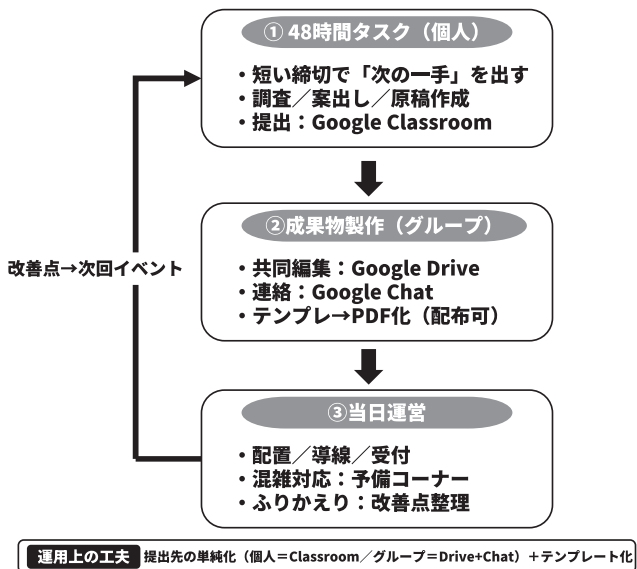 ① 48時間タスク（個人）
・短い締切で「次の一手」を出す
・調査／案出し／原稿作成
・提出：Google Classroom
②成果物製作（グループ）
改善点→次回イベント
・共同編集：Google Drive
・連絡：Google Chat
・テンプレ→PDF化（配布可）
③当日運営
・配置／導線／受付
・混雑対応：予備コーナー
・ふりかえり：改善点整理
運用上の工夫 提出先の単純化（個人＝Classroom／グループ＝Drive+Chat）＋テンプレート化